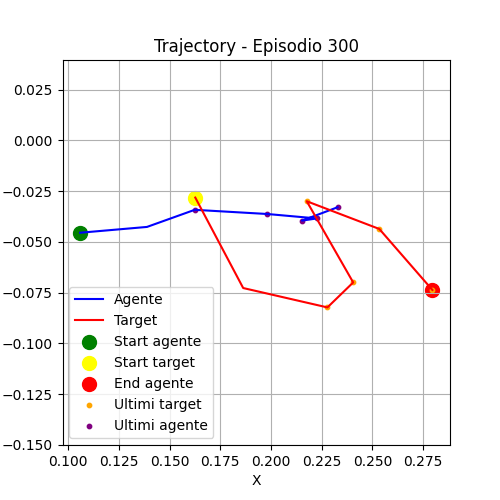 Trajectory - Episodio 300
0.025
0.000
−0.025
−0.050
−0.075
−0.100
−0.125
−0.150
Agente
Target
Start agente
Start target
End agente
Ultimi target
Ultimi agente
0.100 0.125 0.150 0.175 0.200 0.225 0.250 0.275
X